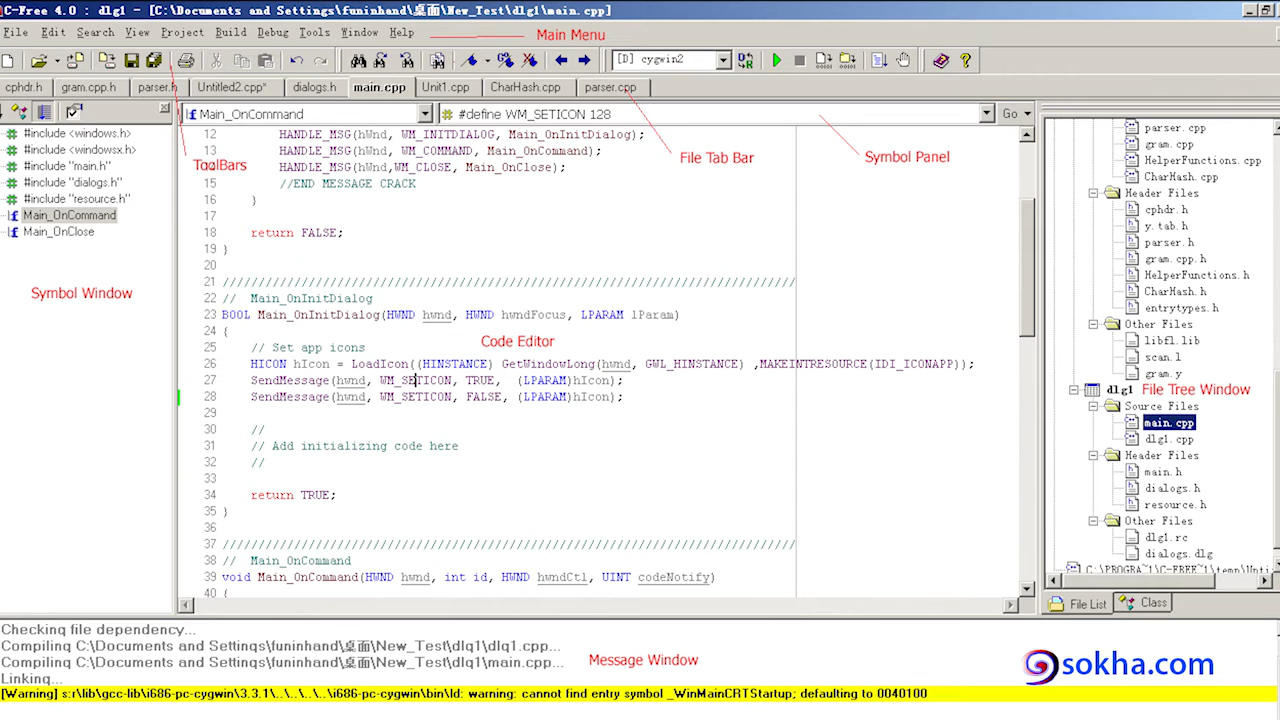 C-Free 4.0 : dlg1 - [C:\Documents and Settings\funinhand\桌面\New_Test\dlg1\main.cpp]
File Edit Search View Project Build Debug Tools Window Help
Main Menu
[D] cygwin2
cphdr.h gram.cpp.h parser.h Untitled2.cpp* dialogs.h main.cpp Unit1.cpp CharHash.cpp parser.cpp
Main_OnCommand #define WM_SETICON 128 Go
#include <windows.h>
#include <windowsx.h>
#include "main.h"
#include "dialogs.h"
#include "resource.h"
Main_OnCommand
Main_OnClose
ToolBars
File Tab Bar
Symbol Panel
Symbol Window
12 HANDLE_MSG(hWnd, WM_INITDIALOG, Main_OnInitDialog);
13 HANDLE_MSG(hWnd, WM_COMMAND, Main_OnCommand);
HANDLE_MSG(hWnd,WM_CLOSE, Main_OnClose);
15 //END MESSAGE CRACK
16 }
17
18 return FALSE;
19 }
20
21 ////////////////////////////////////////////////////////////////////////////////
22 // Main_OnInitDialog
23 BOOL Main_OnInitDialog(HWND hwnd, HWND hwndFocus, LPARAM lParam)
24 {
25 // Set app icons
Code Editor
26 HICON hIcon = LoadIcon((HINSTANCE) GetWindowLong(hwnd, GWL_HINSTANCE) ,MAKEINTRESOURCE(IDI_ICONAPP));
27 SendMessage(hwnd, WM_SETICON, TRUE, (LPARAM)hIcon);
28 SendMessage(hwnd, WM_SETICON, FALSE, (LPARAM)hIcon);
29
30 //
31 // Add initializing code here
32 //
33
34 return TRUE;
35 }
36
37 ////////////////////////////////////////////////////////////////////////////////
38 // Main_OnCommand
39 void Main_OnCommand(HWND hwnd, int id, HWND hwndCtl, UINT codeNotify)
40 {
parser.cpp
gram.cpp
HelperFunctions.cpp
CharHash.cpp
Header Files
cphdr.h
y.tab.h
parser.h
gram.cpp.h
HelperFunctions.h
CharHash.h
entrytypes.h
Other Files
libfl.lib
scan.l
gram.y
dlg1 File Tree Window
Source Files
main.cpp
dlg1.cpp
Header Files
main.h
dialogs.h
resource.h
Other Files
dlg1.rc
dialogs.dlg
C:\PROGRA~1\C-FREE~1\temp\Unti
File List Class
Checking file dependency...
Compiling C:\Documents and Settings\funinhand\桌面\New_Test\dlg1\dlg1.cpp...
Compiling C:\Documents and Settings\funinhand\桌面\New_Test\dlg1\main.cpp...
Linking...
[Warning] s:r\lib\gcc-lib\i686-pc-cygwin\3.3.1\..\..\..\..\i686-pc-cygwin\bin\ld: warning: cannot find entry symbol _WinMainCRTStartup; defaulting to 0040100
Message Window
sokha.com